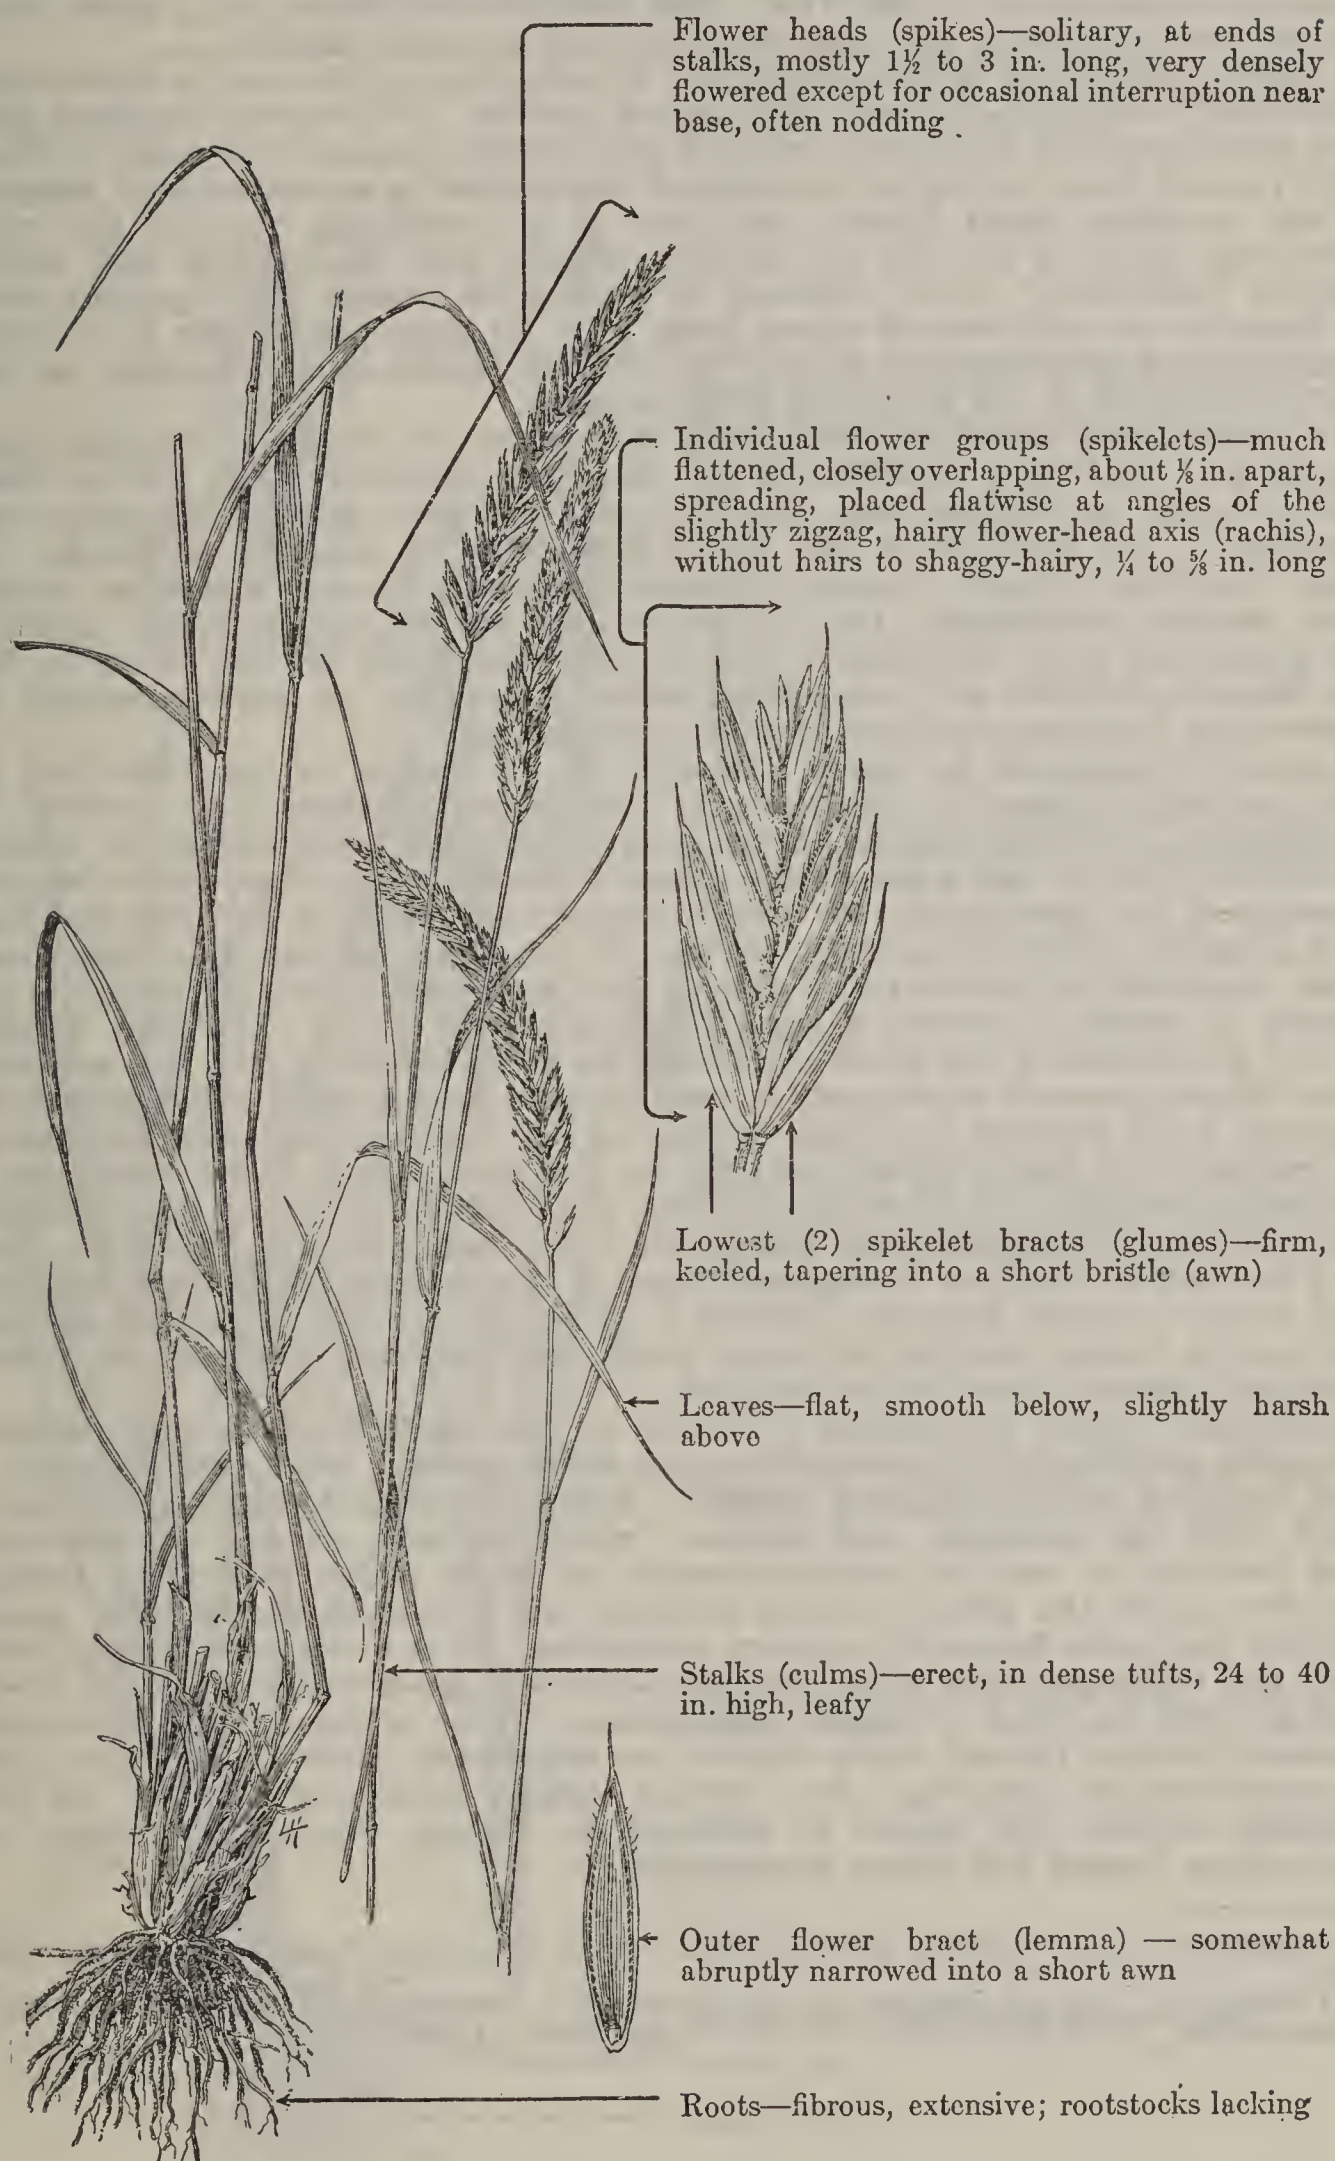 Flower heads (spikes)—solitary, at ends of
stalks, mostly 1½ to 3 in. long, very densely
flowered except for occasional interruption near
base, often nodding
Individual flower groups (spikelets)—much
flattened, closely overlapping, about ⅛ in. apart,
spreading, placed flatwise at angles of the
slightly zigzag, hairy flower-head axis (rachis),
without hairs to shaggy-hairy, ¼ to ⅝ in. long
Lowest (2) spikelet bracts (glumes)—firm,
keeled, tapering into a short bristle (awn)
Leaves—flat, smooth below, slightly harsh
above
Stalks (culms)—erect, in dense tufts, 24 to 40
in. high, leafy
Outer flower bract (lemma) — somewhat
abruptly narrowed into a short awn
Roots—fibrous, extensive; rootstocks lacking